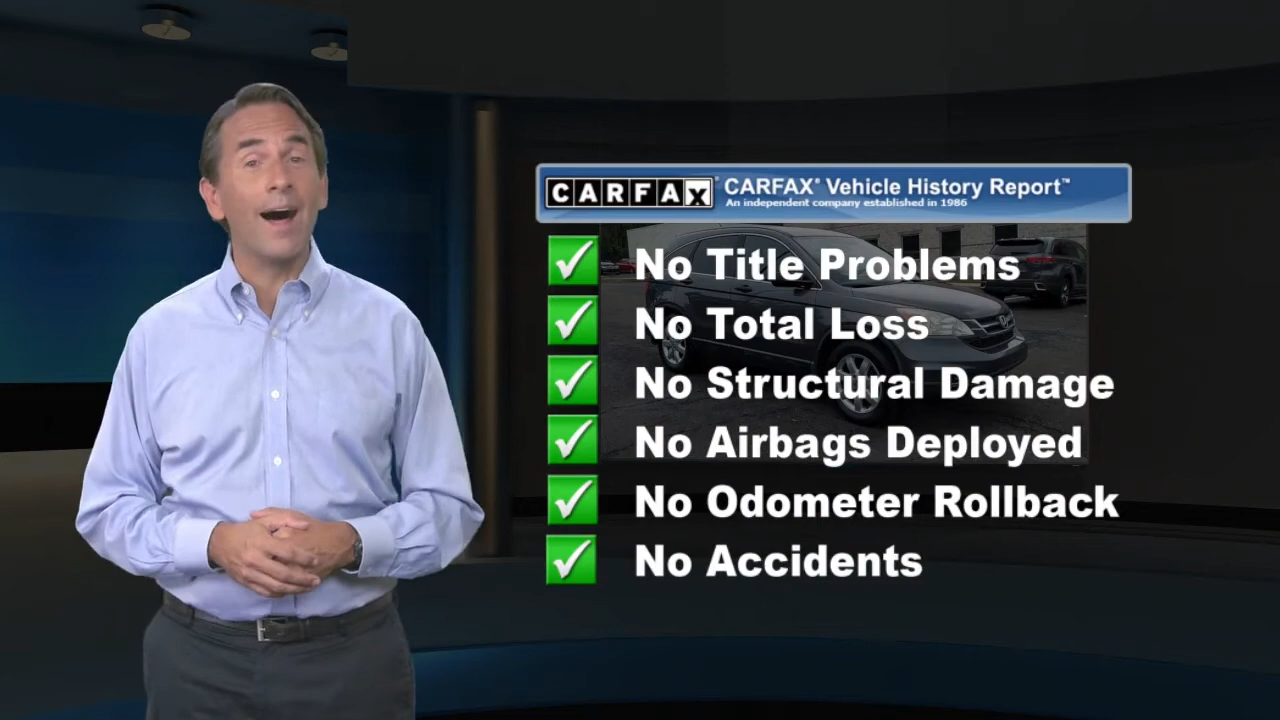 CARFAX® CARFAX® Vehicle History Report™
An independent company established in 1986
No Title Problems
No Total Loss
No Structural Damage
No Airbags Deployed
No Odometer Rollback
No Accidents